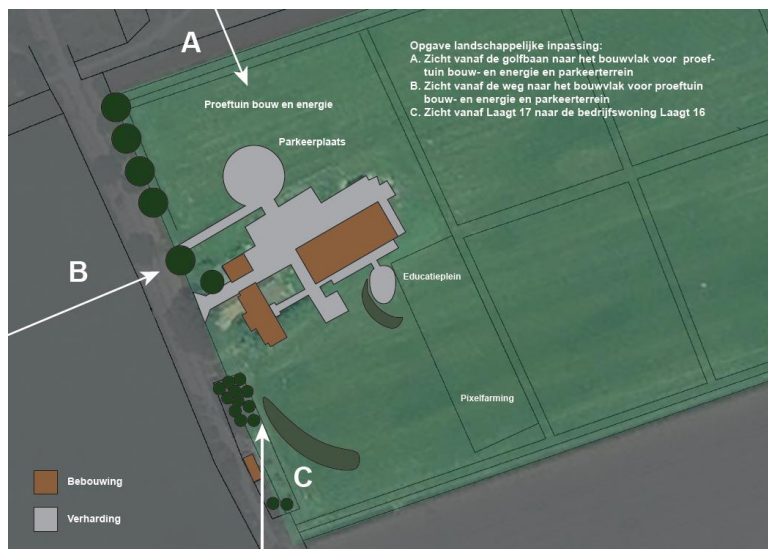 A
Opgave landschappelijke inpassing:
A. Zicht vanaf de golfbaan naar het bouwvlak voor proef-
tuin bouw- en energie en parkeerterrein
B. Zicht vanaf de weg naar het bouwvlak voor proeftuin
bouw- en energie en parkeerterrein
C. Zicht vanaf Laagt 17 naar de bedrijfswoning Laagt 16
Proeftuin bouw en energie
Parkeerplaats
B
Educatieplein
Pixelfarming
C
Bebouwing
Verharding